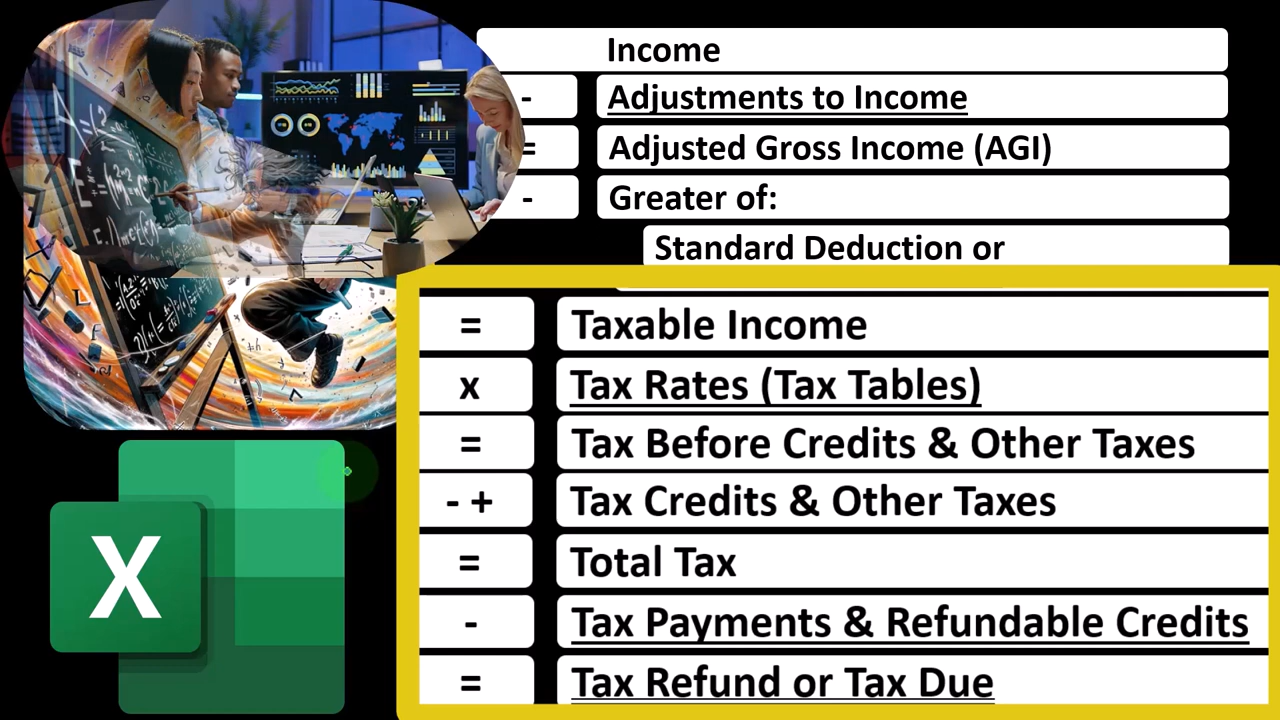 Income
- Adjustments to Income
= Adjusted Gross Income (AGI)
- Greater of:
Standard Deduction or
= Taxable Income
x Tax Rates (Tax Tables)
= Tax Before Credits & Other Taxes
- + Tax Credits & Other Taxes
= Total Tax
- Tax Payments & Refundable Credits
= Tax Refund or Tax Due
X